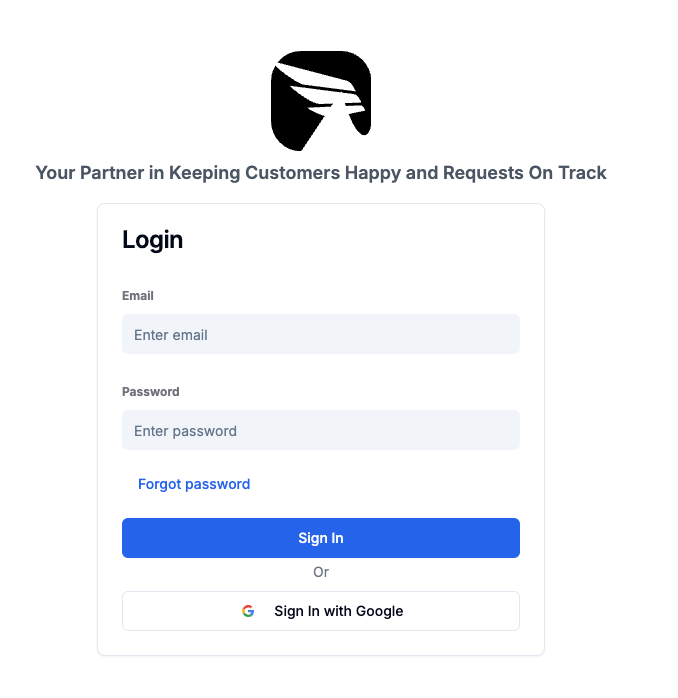 Your Partner in Keeping Customers Happy and Requests On Track
Login
Email
Enter email
Password
Enter password
Forgot password
Sign In
Or
Sign In with Google